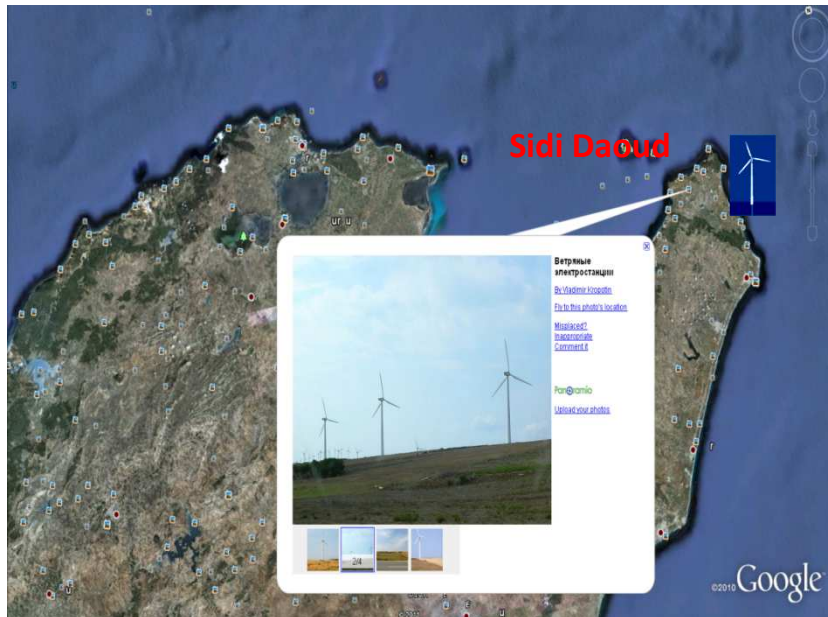 Sidi Daoud
Ветряные
электростанции
By Vladimir Kropotin
Fly to this photo's location
Misplaced?
Inappropriate
Comment it
Panoramio
Upload your photos
2/4
©2010 Google